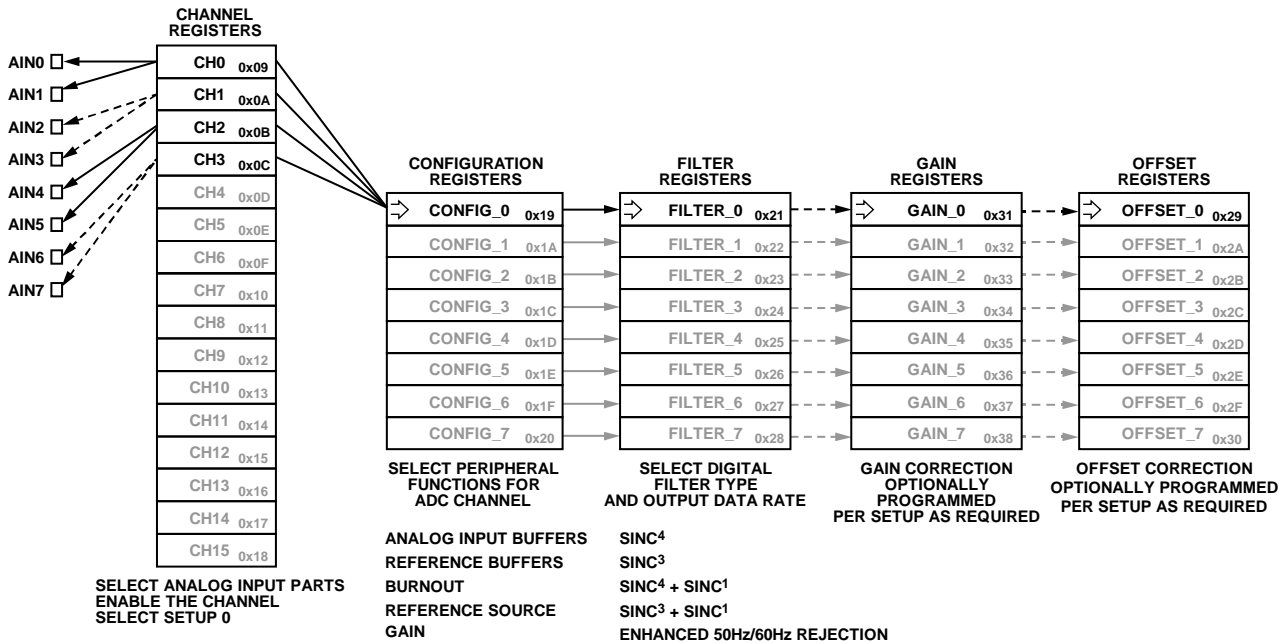 CHANNEL
REGISTERS
AIN0
AIN1
AIN2
AIN3
AIN4
AIN5
AIN6
AIN7
CH0 0x09
CH1 0x0A
CH2 0x0B
CH3 0x0C
CH4 0x0D
CH5 0x0E
CH6 0x0F
CH7 0x10
CH8 0x11
CH9 0x12
CH10 0x13
CH11 0x14
CH12 0x15
CH13 0x16
CH14 0x17
CH15 0x18
SELECT ANALOG INPUT PARTS
ENABLE THE CHANNEL
SELECT SETUP 0
CONFIGURATION
REGISTERS
CONFIG_0 0x19
CONFIG_1 0x1A
CONFIG_2 0x1B
CONFIG_3 0x1C
CONFIG_4 0x1D
CONFIG_5 0x1E
CONFIG_6 0x1F
CONFIG_7 0x20
SELECT PERIPHERAL
FUNCTIONS FOR
ADC CHANNEL
ANALOG INPUT BUFFERS
REFERENCE BUFFERS
BURNOUT
REFERENCE SOURCE
GAIN
FILTER
REGISTERS
FILTER_0 0x21
FILTER_1 0x22
FILTER_2 0x23
FILTER_3 0x24
FILTER_4 0x25
FILTER_5 0x26
FILTER_6 0x27
FILTER_7 0x28
SELECT DIGITAL
FILTER TYPE
AND OUTPUT DATA RATE
SINC⁴
SINC³
SINC⁴ + SINC¹
SINC³ + SINC¹
ENHANCED 50Hz/60Hz REJECTION
GAIN
REGISTERS
GAIN_0 0x31
GAIN_1 0x32
GAIN_2 0x33
GAIN_3 0x34
GAIN_4 0x35
GAIN_5 0x36
GAIN_6 0x37
GAIN_7 0x38
GAIN CORRECTION
OPTIONALLY
PROGRAMMED
PER SETUP AS REQUIRED
OFFSET
REGISTERS
OFFSET_0 0x29
OFFSET_1 0x2A
OFFSET_2 0x2B
OFFSET_3 0x2C
OFFSET_4 0x2D
OFFSET_5 0x2E
OFFSET_6 0x2F
OFFSET_7 0x30
OFFSET CORRECTION
OPTIONALLY PROGRAMMED
PER SETUP AS REQUIRED